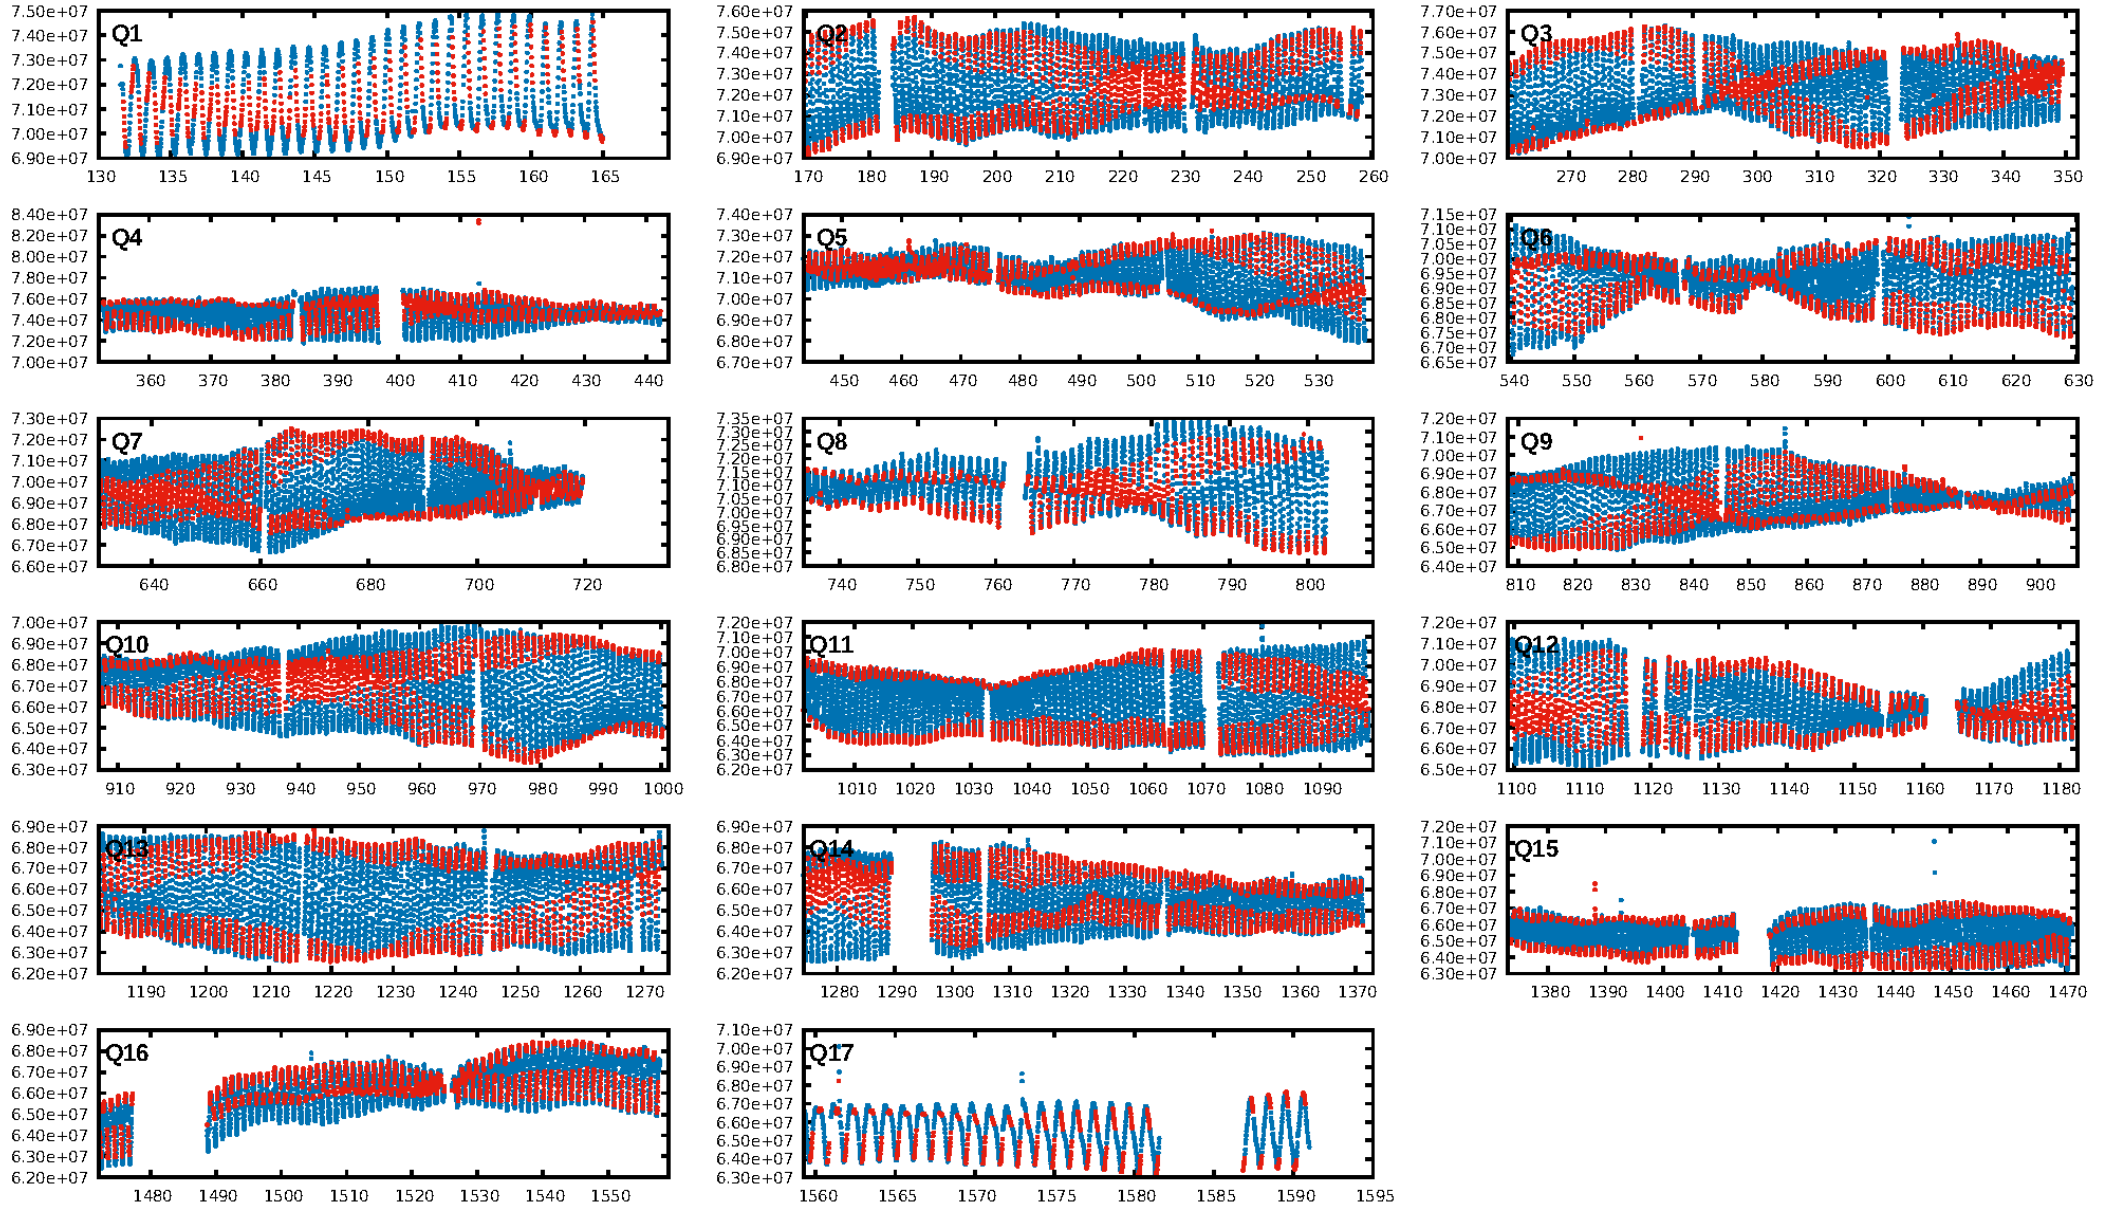 Q1
7.50e+07
7.40e+07
7.30e+07
7.20e+07
7.10e+07
7.00e+07
6.90e+07
130 135 140 145 150 155 160 165
Q2
7.60e+07
7.50e+07
7.40e+07
7.30e+07
7.20e+07
7.10e+07
7.00e+07
6.90e+07
170 180 190 200 210 220 230 240 250 260
Q3
7.70e+07
7.60e+07
7.50e+07
7.40e+07
7.30e+07
7.20e+07
7.10e+07
7.00e+07
270 280 290 300 310 320 330 340 350
Q4
8.40e+07
8.20e+07
8.00e+07
7.80e+07
7.60e+07
7.40e+07
7.20e+07
7.00e+07
360 370 380 390 400 410 420 430 440
Q5
7.40e+07
7.30e+07
7.20e+07
7.10e+07
7.00e+07
6.90e+07
6.80e+07
6.70e+07
450 460 470 480 490 500 510 520 530
Q6
7.15e+07
7.10e+07
7.05e+07
7.00e+07
6.95e+07
6.90e+07
6.85e+07
6.80e+07
6.75e+07
6.70e+07
6.65e+07
540 550 560 570 580 590 600 610 620 630
Q7
7.30e+07
7.20e+07
7.10e+07
7.00e+07
6.90e+07
6.80e+07
6.70e+07
6.60e+07
640 660 680 700 720
Q8
7.35e+07
7.30e+07
7.25e+07
7.20e+07
7.15e+07
7.10e+07
7.05e+07
7.00e+07
6.95e+07
6.90e+07
6.85e+07
6.80e+07
740 750 760 770 780 790 800
Q9
7.20e+07
7.10e+07
7.00e+07
6.90e+07
6.80e+07
6.70e+07
6.60e+07
6.50e+07
6.40e+07
810 820 830 840 850 860 870 880 890 900
Q10
7.00e+07
6.90e+07
6.80e+07
6.70e+07
6.60e+07
6.50e+07
6.40e+07
6.30e+07
910 920 930 940 950 960 970 980 990 1000
Q11
7.20e+07
7.10e+07
7.00e+07
6.90e+07
6.80e+07
6.70e+07
6.60e+07
6.50e+07
6.40e+07
6.30e+07
6.20e+07
1010 1020 1030 1040 1050 1060 1070 1080 1090
Q12
7.20e+07
7.10e+07
7.00e+07
6.90e+07
6.80e+07
6.70e+07
6.60e+07
6.50e+07
1100 1110 1120 1130 1140 1150 1160 1170 1180
Q13
6.90e+07
6.80e+07
6.70e+07
6.60e+07
6.50e+07
6.40e+07
6.30e+07
6.20e+07
1190 1200 1210 1220 1230 1240 1250 1260 1270
Q14
6.90e+07
6.80e+07
6.70e+07
6.60e+07
6.50e+07
6.40e+07
6.30e+07
6.20e+07
1280 1290 1300 1310 1320 1330 1340 1350 1360 1370
Q15
7.20e+07
7.10e+07
7.00e+07
6.90e+07
6.80e+07
6.70e+07
6.60e+07
6.50e+07
6.40e+07
6.30e+07
1380 1390 1400 1410 1420 1430 1440 1450 1460 1470
Q16
6.90e+07
6.80e+07
6.70e+07
6.60e+07
6.50e+07
6.40e+07
6.30e+07
6.20e+07
1480 1490 1500 1510 1520 1530 1540 1550
Q17
7.10e+07
7.00e+07
6.90e+07
6.80e+07
6.70e+07
6.60e+07
6.50e+07
6.40e+07
6.30e+07
1560 1565 1570 1575 1580 1585 1590 1595